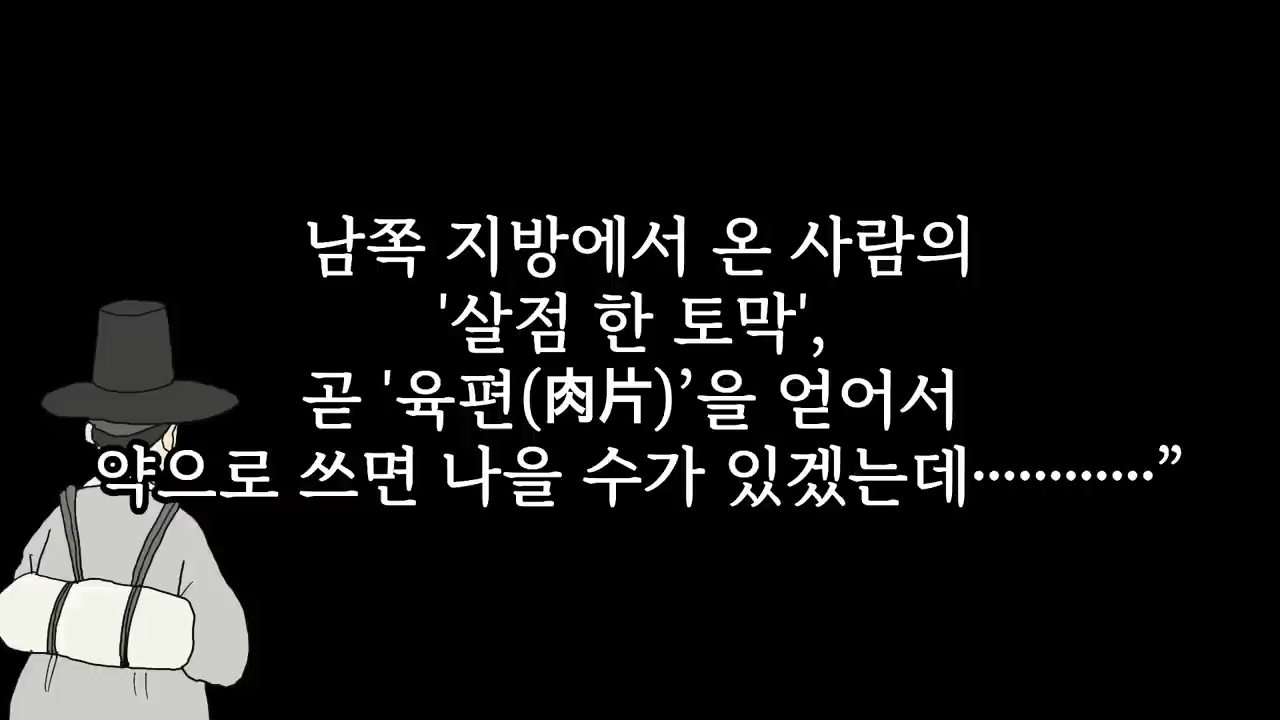 남쪽 지방에서 온 사람의
'살점 한 토막',
곧 '육편(肉片)’을 얻어서
약으로 쓰면 나을 수가 있겠는데…………”